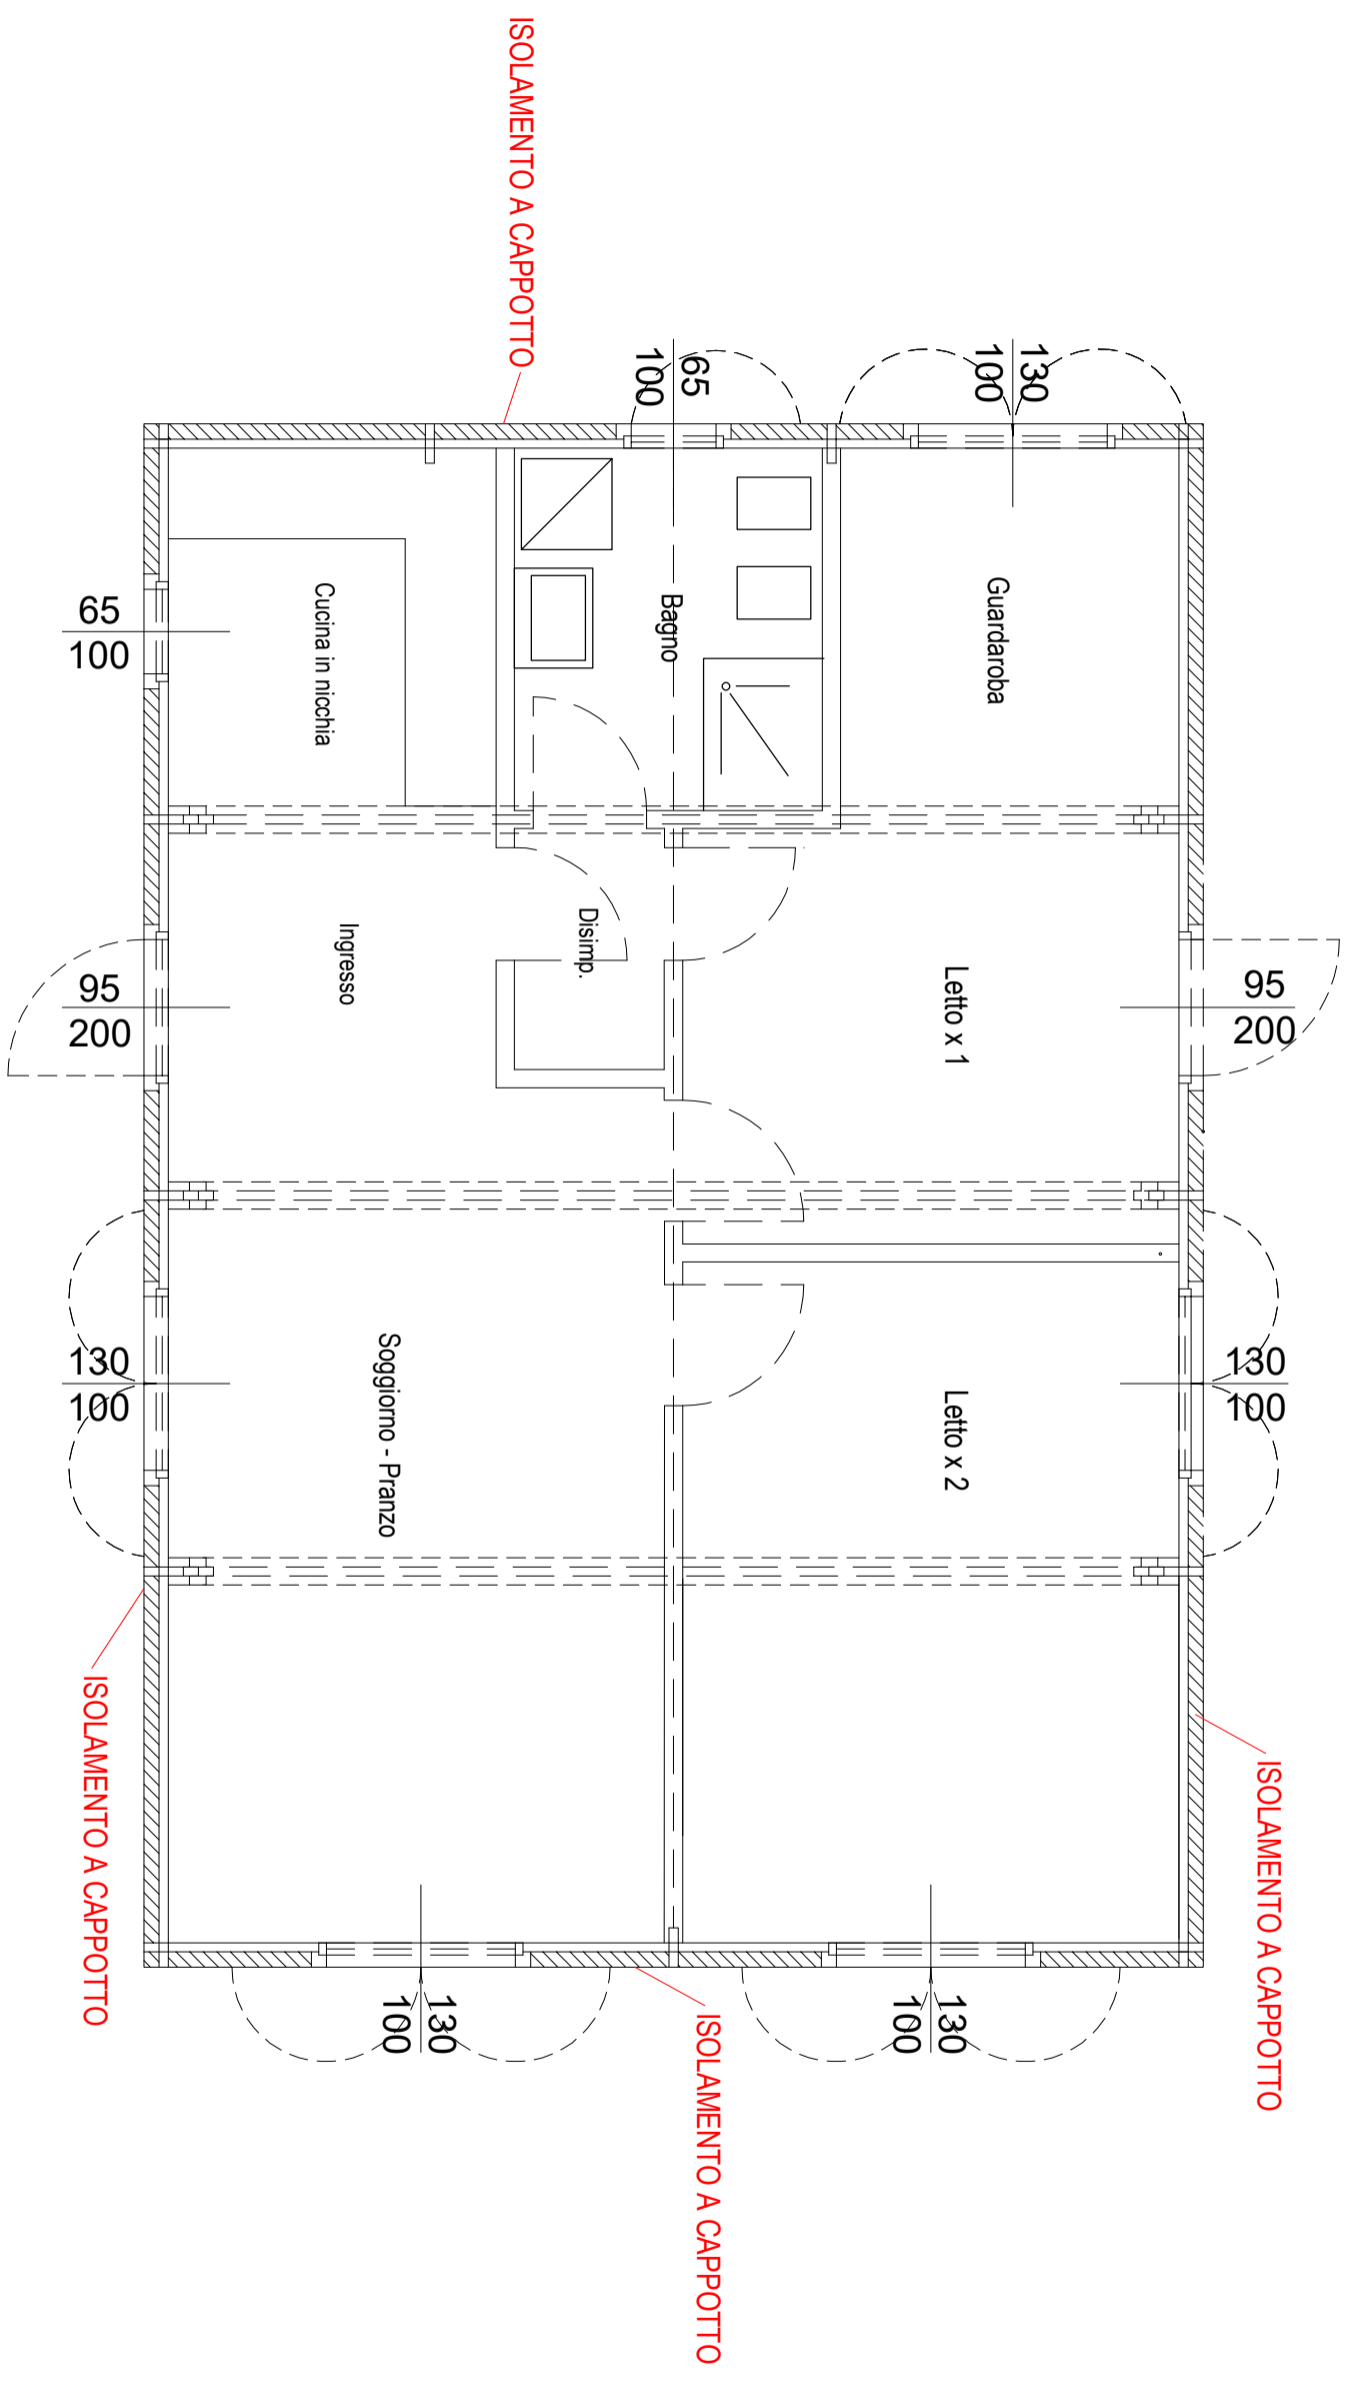 ISOLAMENTO A CAPPOTTO
65
100
130
100
Guardaroba
Bagno
Cucina in nicchia
65
100
Disimp.
Ingresso
Letto x 1
95
200
95
200
Soggiorno - Pranzo
Letto x 2
130
100
130
100
ISOLAMENTO A CAPPOTTO
ISOLAMENTO A CAPPOTTO
130
100
130
100
ISOLAMENTO A CAPPOTTO